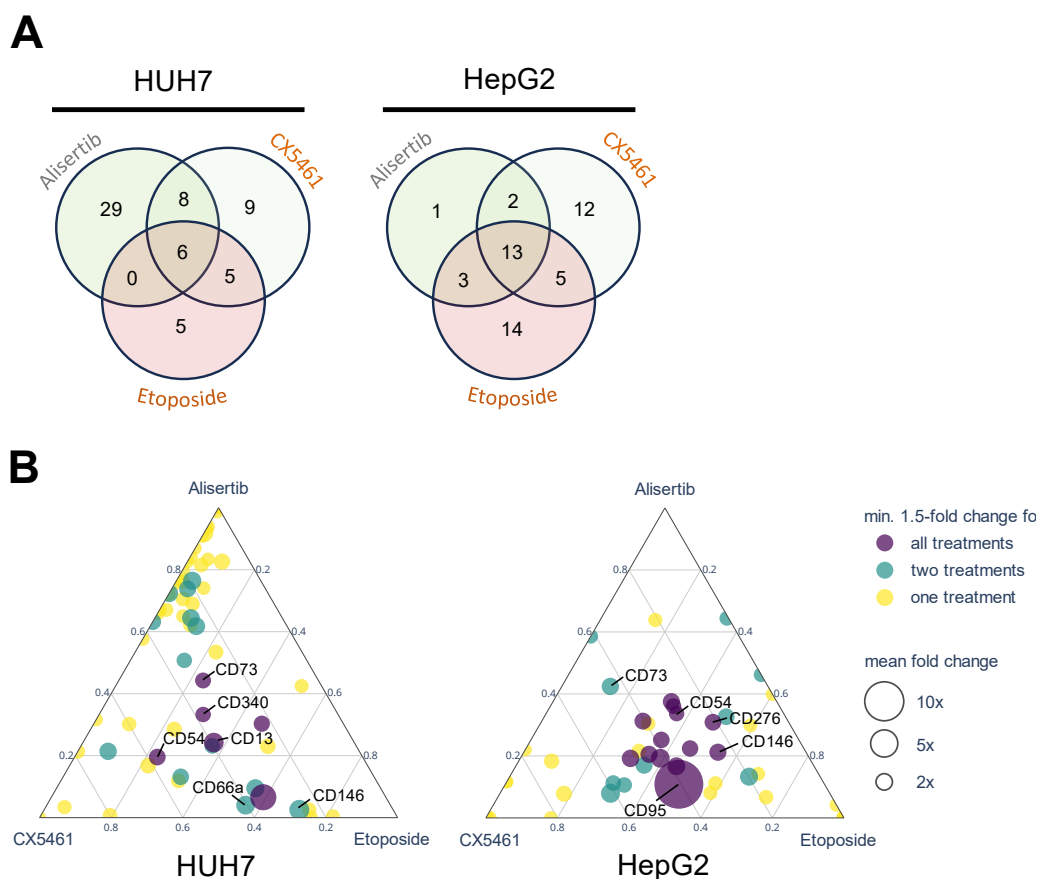 A
HUH7
HepG2
Alisertib
CX5461
Alisertib
CX5461
29
8
9
6
0
5
5
1
2
12
13
3
5
14
Etoposide
Etoposide
B
Alisertib
Alisertib
min. 1.5-fold change fo
all treatments
two treatments
one treatment
0.8
0.2
0.8
0.2
0.6
0.4
0.6
0.4
mean fold change
CD73
CD73
0.4
0.6
0.4
0.6
10x
CD340
CD54
CD276
CD54
CD13
CD146
5x
0.2
0.8
0.2
0.8
2x
CD66a
CD146
CD95
0.8
0.6
0.4
0.2
0.8
0.6
0.4
0.2
CX5461
Etoposide
CX5461
Etoposide
HUH7
HepG2